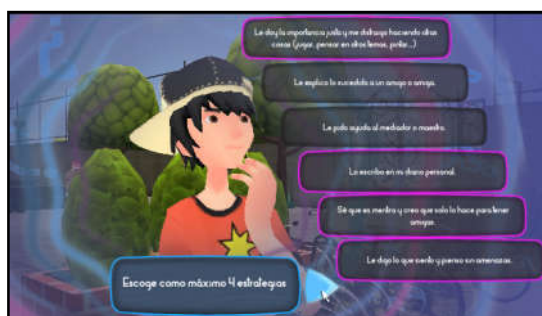 Le doy la importancia justa y me distraigo haciendo otras
cosas (jugar, pensar en otros temas, pintar...)
Le explico lo sucedido a un amigo o amiga.
Le pido ayuda al mediador o maestro.
Lo escribo en mi diario personal.
Sé que es mentira y creo que solo lo hace para tener
amigas.
Le digo lo que siento y pienso sin amenazas.
Escoge como máximo 4 estrategias